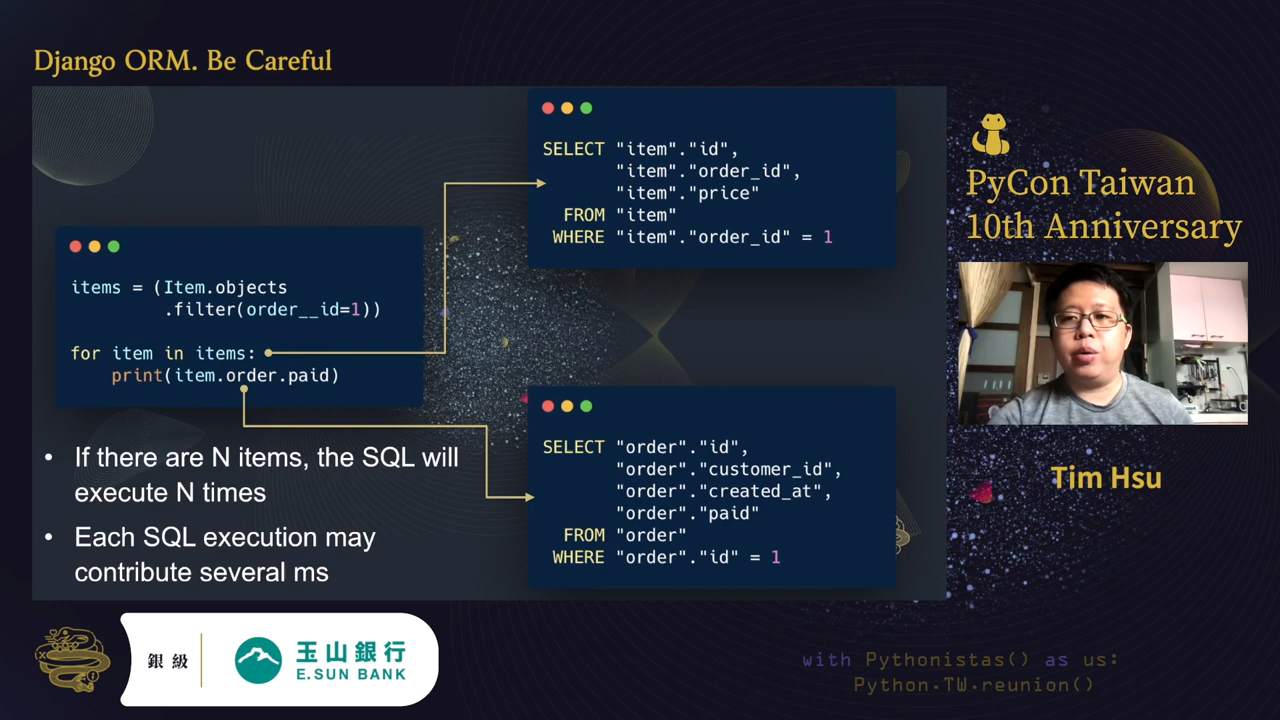 Django ORM. Be Careful
items = (Item.objects
.filter(order__id=1))
for item in items:
print(item.order.paid)
SELECT "item"."id",
"item"."order_id",
"item"."price"
FROM "item"
WHERE "item"."order_id" = 1
SELECT "order"."id",
"order"."customer_id",
"order"."created_at",
"order"."paid"
FROM "order"
WHERE "order"."id" = 1
• If there are N items, the SQL will
execute N times
• Each SQL execution may
contribute several ms
PyCon Taiwan
10th Anniversary
Tim Hsu
銀級
玉山銀行
E.SUN BANK
with Pythonistas() as us:
Python.TW.reunion()